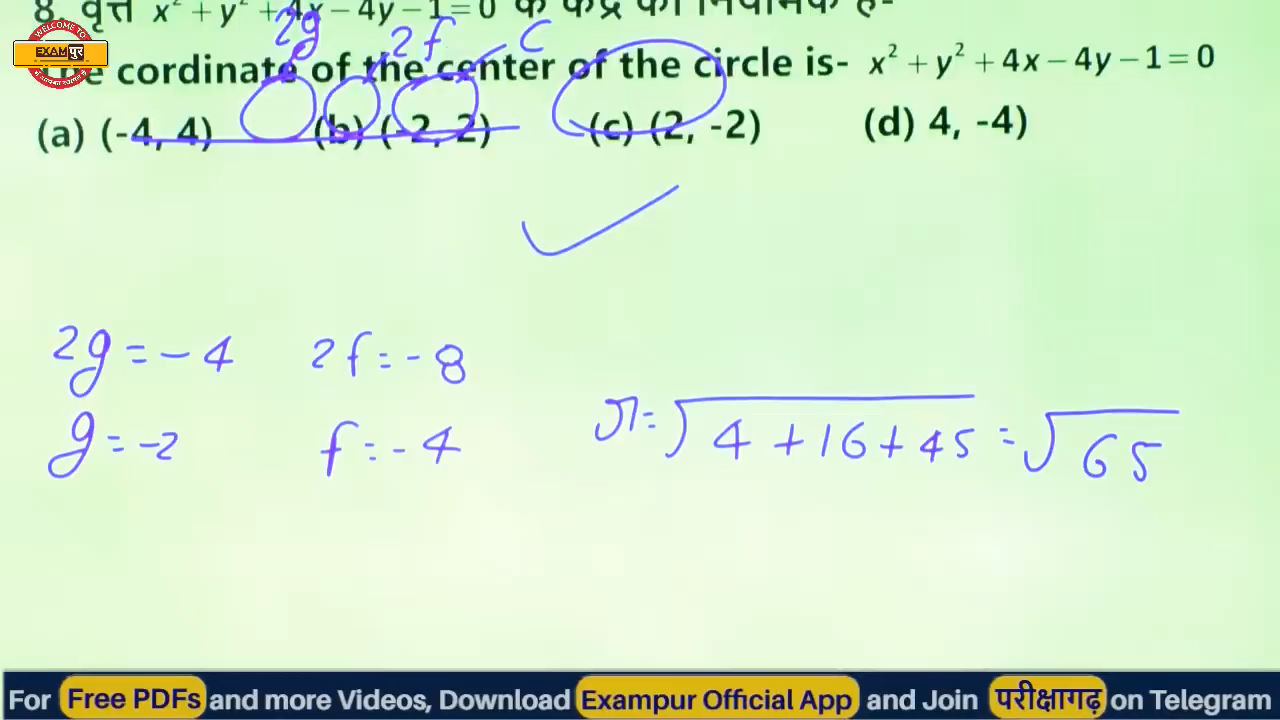 8. वृत्त x² + y² + 4x − 4y − 1 = 0 के केंद्र का नियामक है-
2g 2f c
WELCOME TO
EXAMपुर
cordinate of the center of the circle is- x² + y² + 4x − 4y − 1 = 0
(a) (-4, 4) (b) (-2, 2) (c) (2, -2) (d) 4, -4)
2g = - 4 2f = - 8
g = -2 f = - 4
r = √4 + 16 + 45 = √65
For Free PDFs and more Videos, Download Exampur Official App and Join परीक्षागढ़ on Telegram